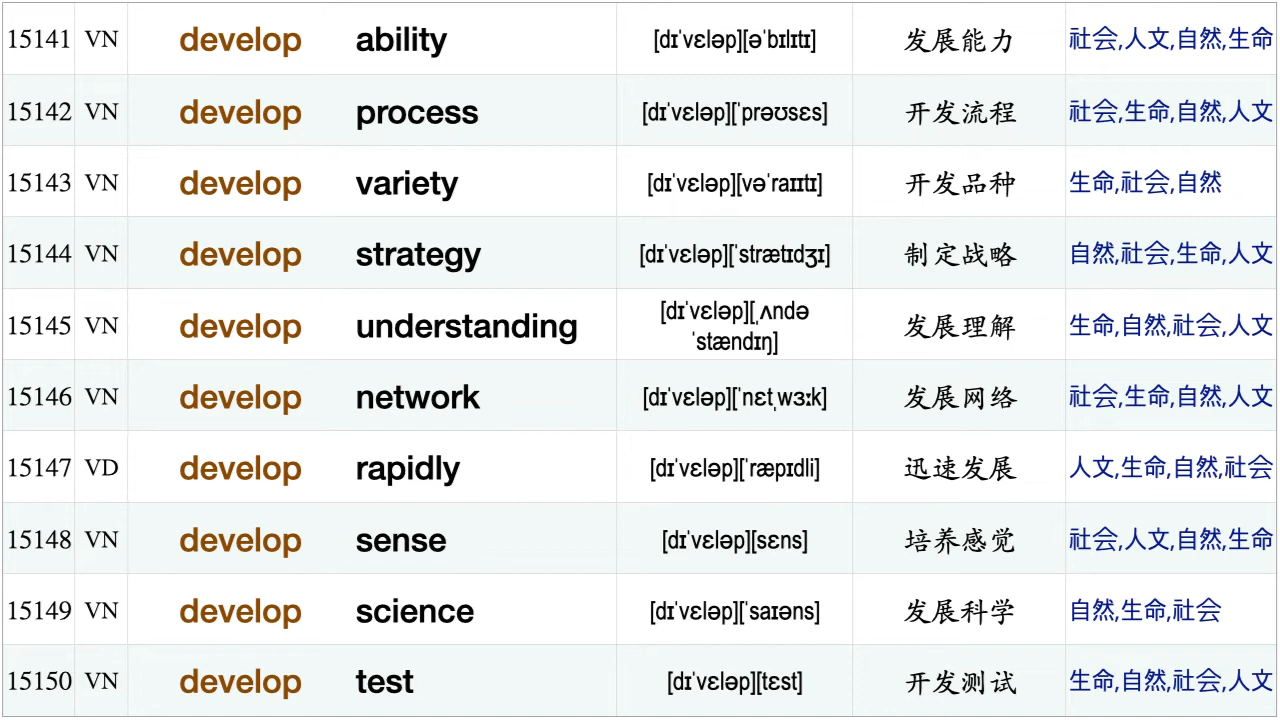 15141 VN develop ability [dɪˈvɛləp][əˈbɪlɪtɪ] 发展能力 社会,人文,自然,生命
15142 VN develop process [dɪˈvɛləp][ˈprəʊsɛs] 开发流程 社会,生命,自然,人文
15143 VN develop variety [dɪˈvɛləp][vəˈraɪɪtɪ] 开发品种 生命,社会,自然
15144 VN develop strategy [dɪˈvɛləp][ˈstrætɪdʒɪ] 制定战略 自然,社会,生命,人文
15145 VN develop understanding [dɪˈvɛləp][ˌʌndə 发展理解 生命,自然,社会,人文
ˈstændɪŋ]
15146 VN develop network [dɪˈvɛləp][ˈnɛtˌwɜːk] 发展网络 社会,生命,自然,人文
15147 VD develop rapidly [dɪˈvɛləp][ˈræpɪdli] 迅速发展 人文,生命,自然,社会
15148 VN develop sense [dɪˈvɛləp][sɛns] 培养感觉 社会,人文,自然,生命
15149 VN develop science [dɪˈvɛləp][ˈsaɪəns] 发展科学 自然,生命,社会
15150 VN develop test [dɪˈvɛləp][tɛst] 开发测试 生命,自然,社会,人文